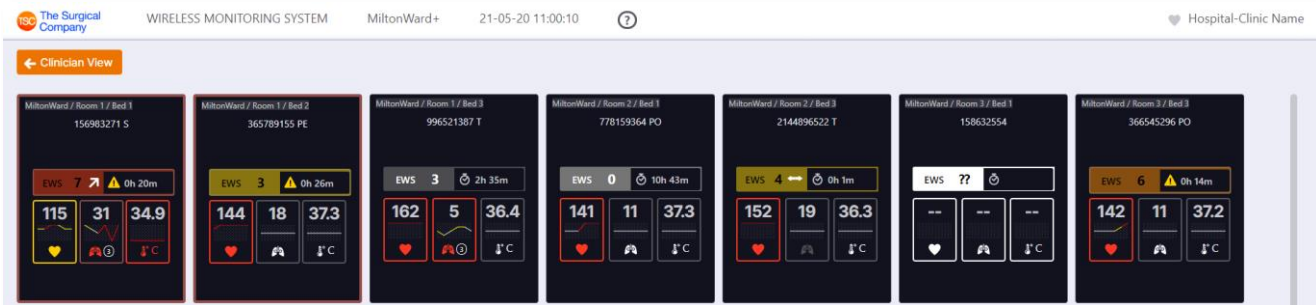 TSC The Surgical Company WIRELESS MONITORING SYSTEM MiltonWard+ 21-05-20 11:00:10 ? Hospital-Clinic Name
← Clinician View
MiltonWard / Room 1 / Bed 1
156983271 S
EWS 7 0h 20m
115 31 34.9
3 °C
MiltonWard / Room 1 / Bed 2
365789155 PE
EWS 3 0h 26m
144 18 37.3
°C
MiltonWard / Room 1 / Bed 3
996521387 T
EWS 3 2h 35m
162 5 36.4
3 °C
MiltonWard / Room 2 / Bed 1
778159364 PO
EWS 0 10h 43m
141 11 37.3
°C
MiltonWard / Room 2 / Bed 3
2144896522 T
EWS 4 0h 1m
152 19 36.3
°C
MiltonWard / Room 3 / Bed 1
158632554
EWS ??
-- -- --
°C
MiltonWard / Room 3 / Bed 3
366545296 PO
EWS 6 0h 14m
142 11 37.2
°C